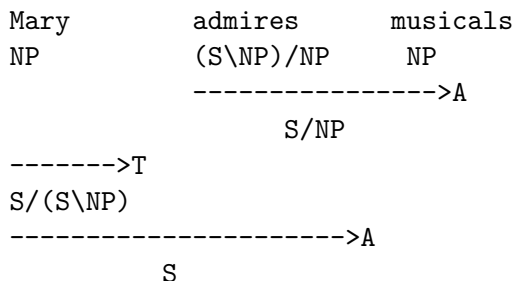 Mary admires musicals
NP (S\NP)/NP NP
---------------->A
S/NP
------->T
S/(S\NP)
---------------------->A
S